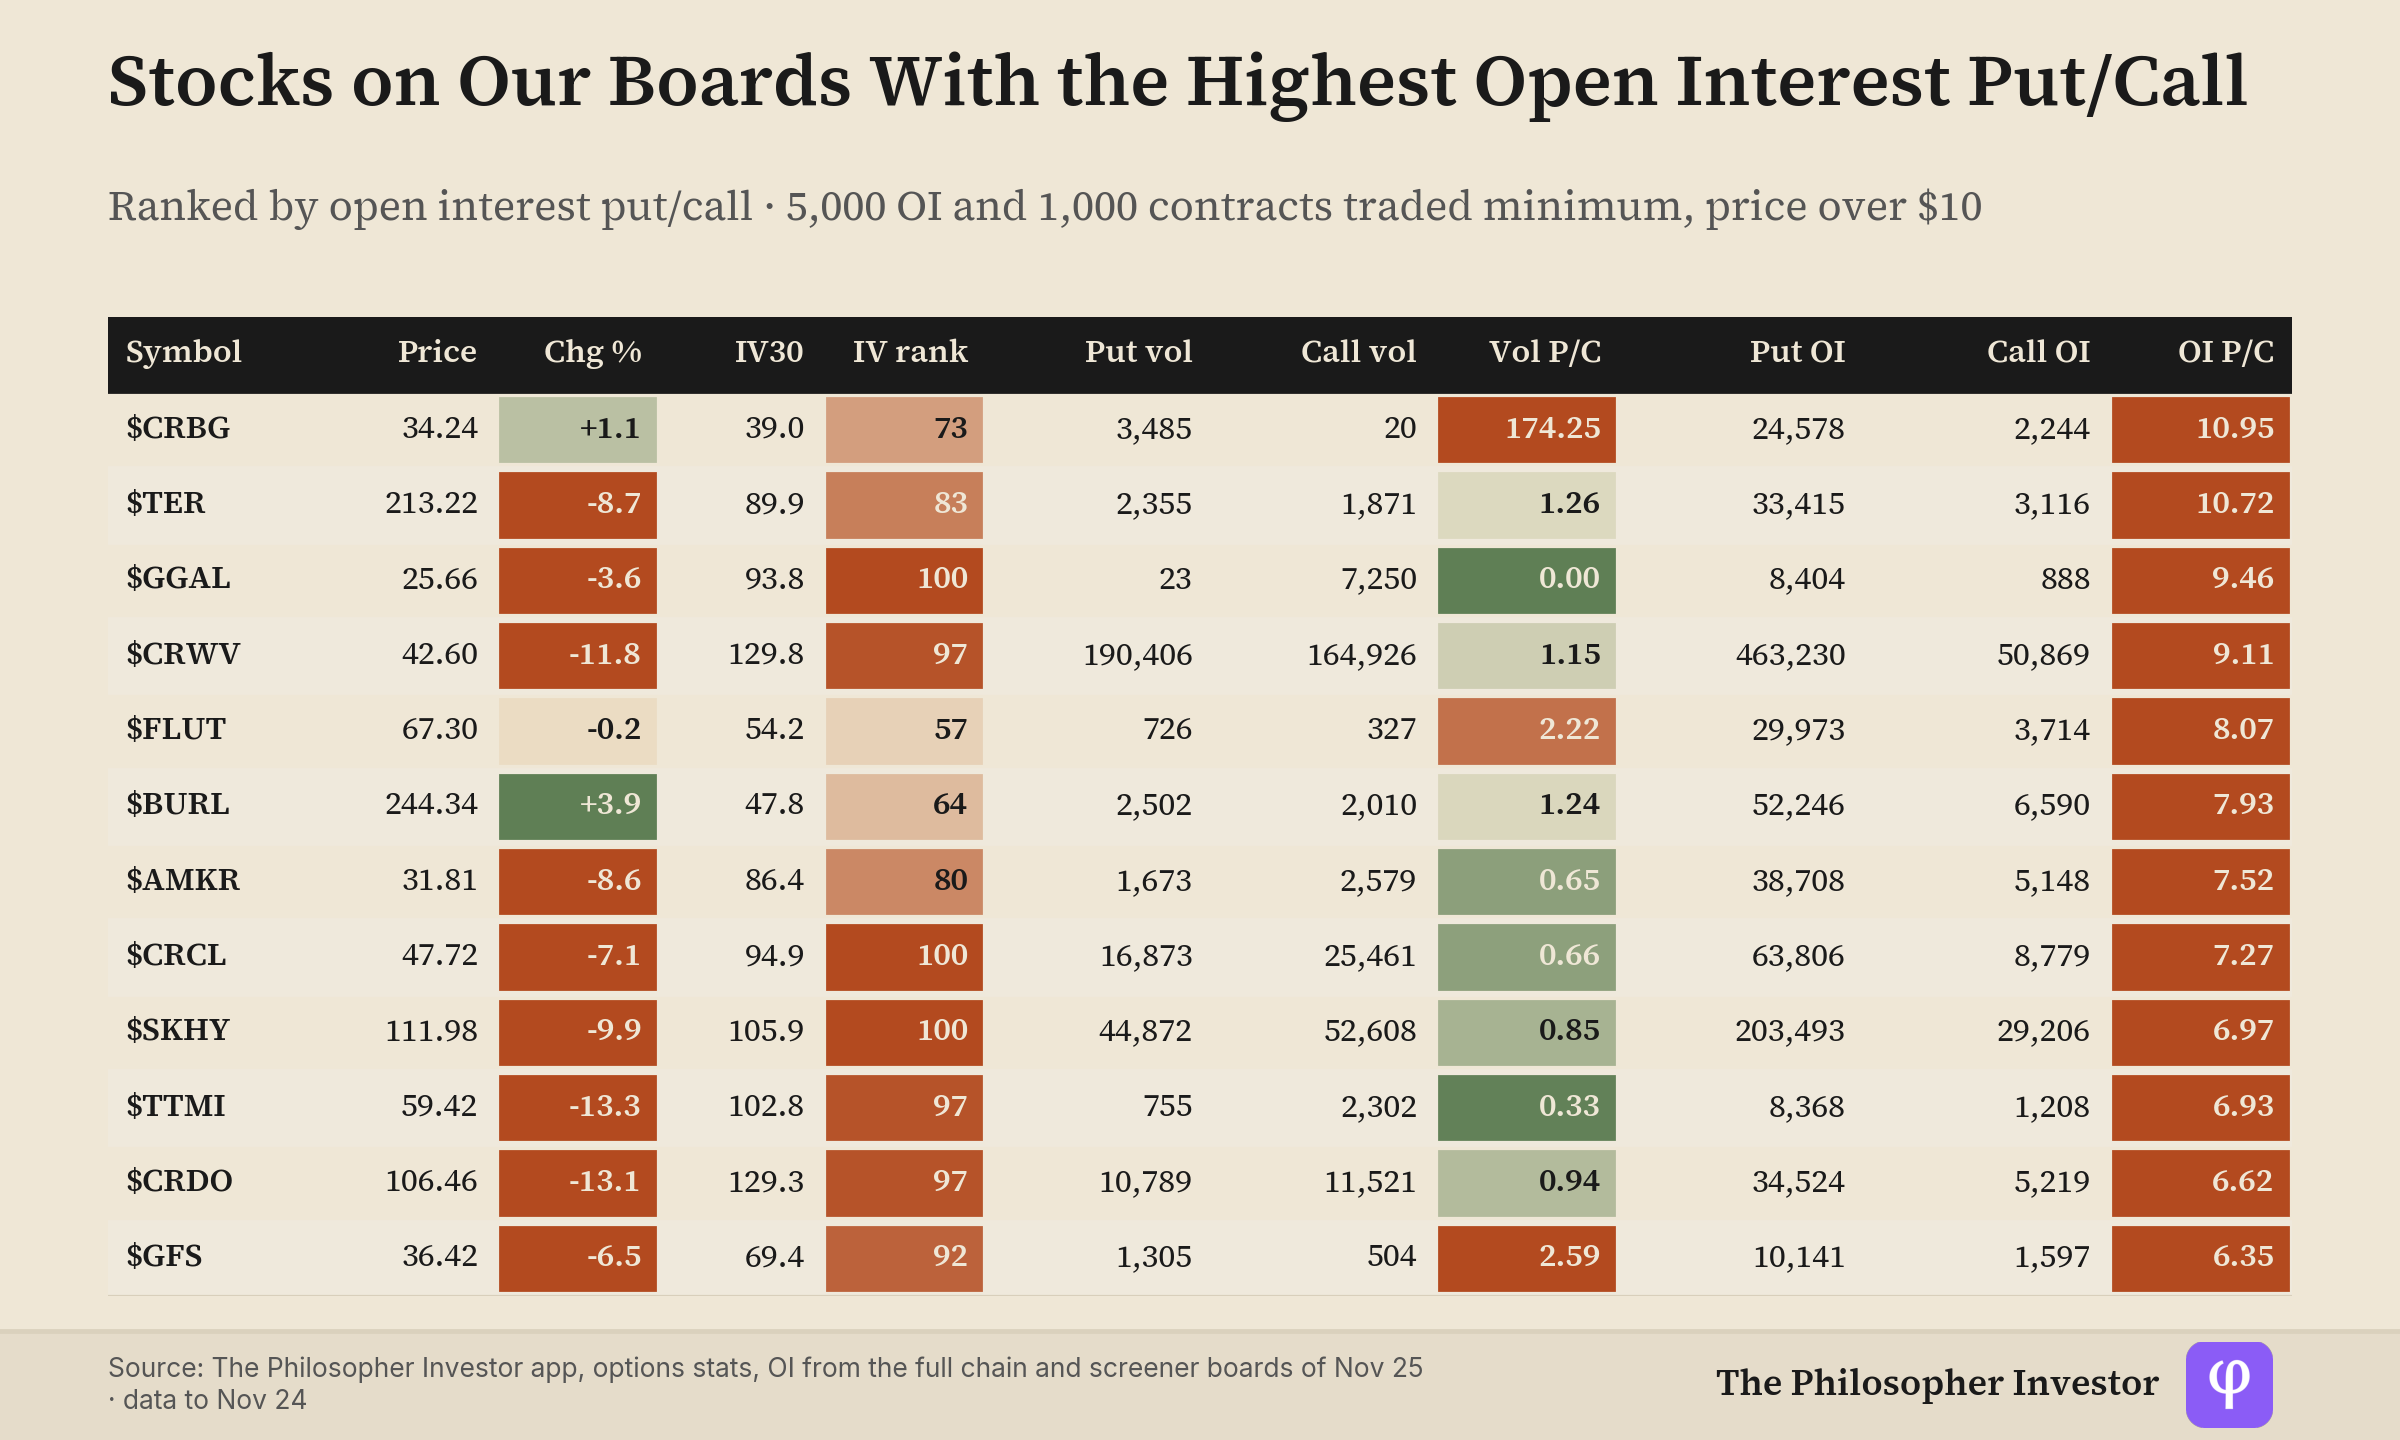 Stocks on Our Boards With the Highest Open Interest Put/Call
Ranked by open interest put/call · 5,000 OI and 1,000 contracts traded minimum, price over $10
Symbol Price Chg % IV30 IV rank Put vol Call vol Vol P/C Put OI Call OI OI P/C
$CRBG 34.24 +1.1 39.0 73 3,485 20 174.25 24,578 2,244 10.95
$TER 213.22 -8.7 89.9 83 2,355 1,871 1.26 33,415 3,116 10.72
$GGAL 25.66 -3.6 93.8 100 23 7,250 0.00 8,404 888 9.46
$CRWV 42.60 -11.8 129.8 97 190,406 164,926 1.15 463,230 50,869 9.11
$FLUT 67.30 -0.2 54.2 57 726 327 2.22 29,973 3,714 8.07
$BURL 244.34 +3.9 47.8 64 2,502 2,010 1.24 52,246 6,590 7.93
$AMKR 31.81 -8.6 86.4 80 1,673 2,579 0.65 38,708 5,148 7.52
$CRCL 47.72 -7.1 94.9 100 16,873 25,461 0.66 63,806 8,779 7.27
$SKHY 111.98 -9.9 105.9 100 44,872 52,608 0.85 203,493 29,206 6.97
$TTMI 59.42 -13.3 102.8 97 755 2,302 0.33 8,368 1,208 6.93
$CRDO 106.46 -13.1 129.3 97 10,789 11,521 0.94 34,524 5,219 6.62
$GFS 36.42 -6.5 69.4 92 1,305 504 2.59 10,141 1,597 6.35
Source: The Philosopher Investor app, options stats, OI from the full chain and screener boards of Nov 25
· data to Nov 24
The Philosopher Investor φ